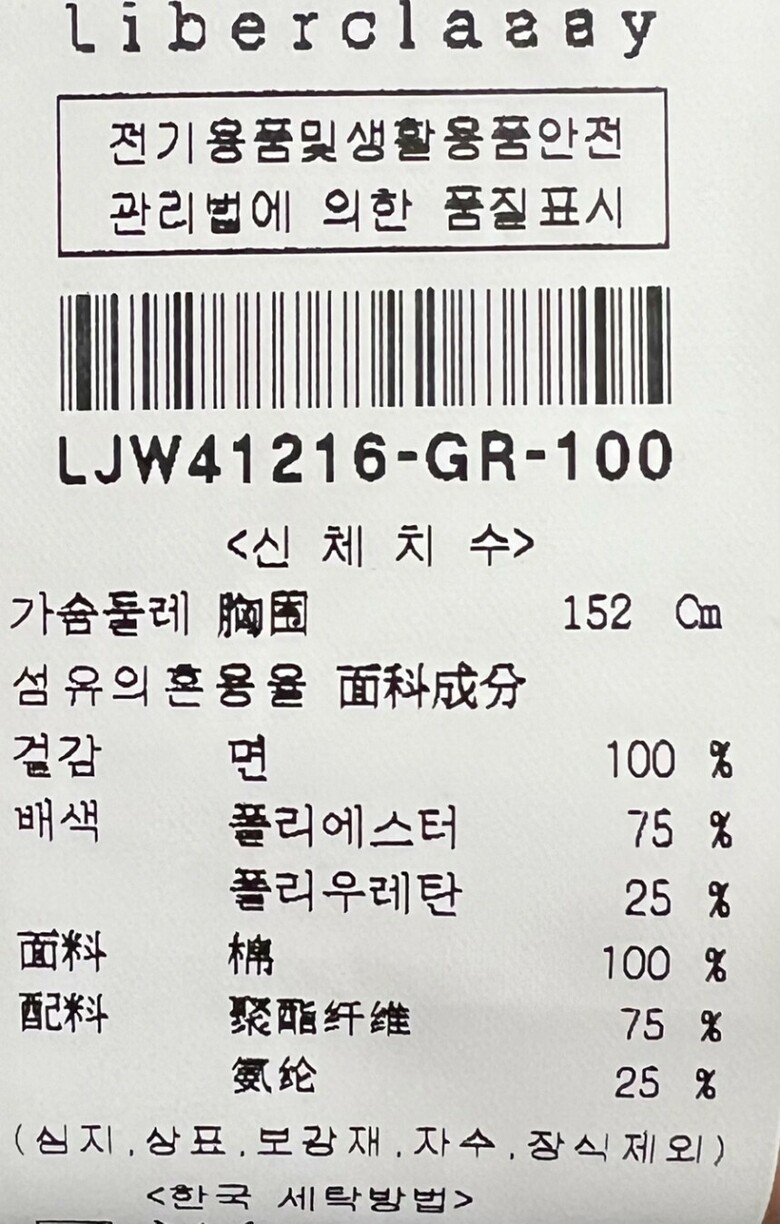 Liberclassy
전기용품및생활용품안전
관리법에 의한 품질표시
LJW41216-GR-100
<신 체 치 수>
가슴둘레 胸围 152 Cm
섬유의혼용율 面料成分
겉감 면 100 %
배색 폴리에스터 75 %
폴리우레탄 25 %
面料 棉 100 %
配料 聚酯纤维 75 %
氨纶 25 %
(심지,상표,보강재,자수,장식제외)
<한국 세탁방법>